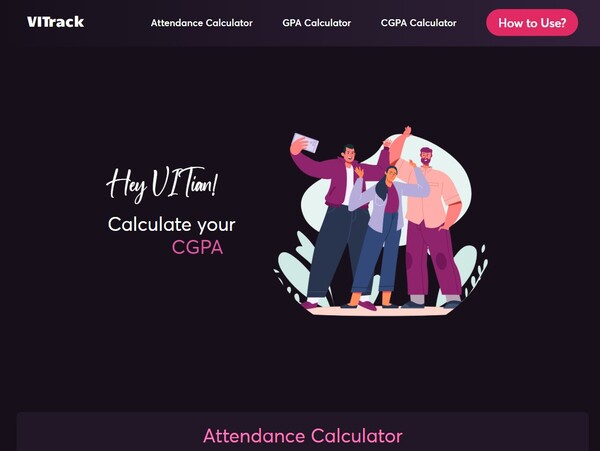 VITrack
Attendance Calculator
GPA Calculator
CGPA Calculator
How to Use?
Hey VITian!
Calculate your
CGPA
Attendance Calculator